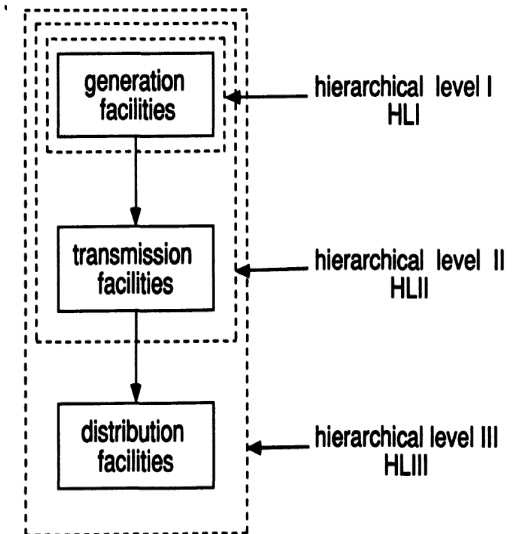 generation
facilities
hierarchical level I
HLI
transmission
facilities
hierarchical level II
HLII
distribution
facilities
hierarchical level III
HLIII